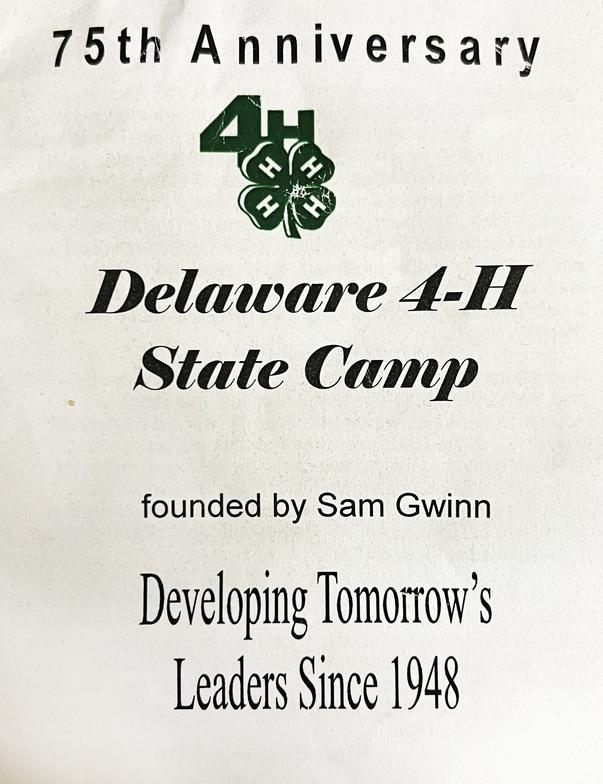 75th Anniversary
4H
H H
H H
Delaware 4-H
State Camp
founded by Sam Gwinn
Developing Tomorrow’s
Leaders Since 1948